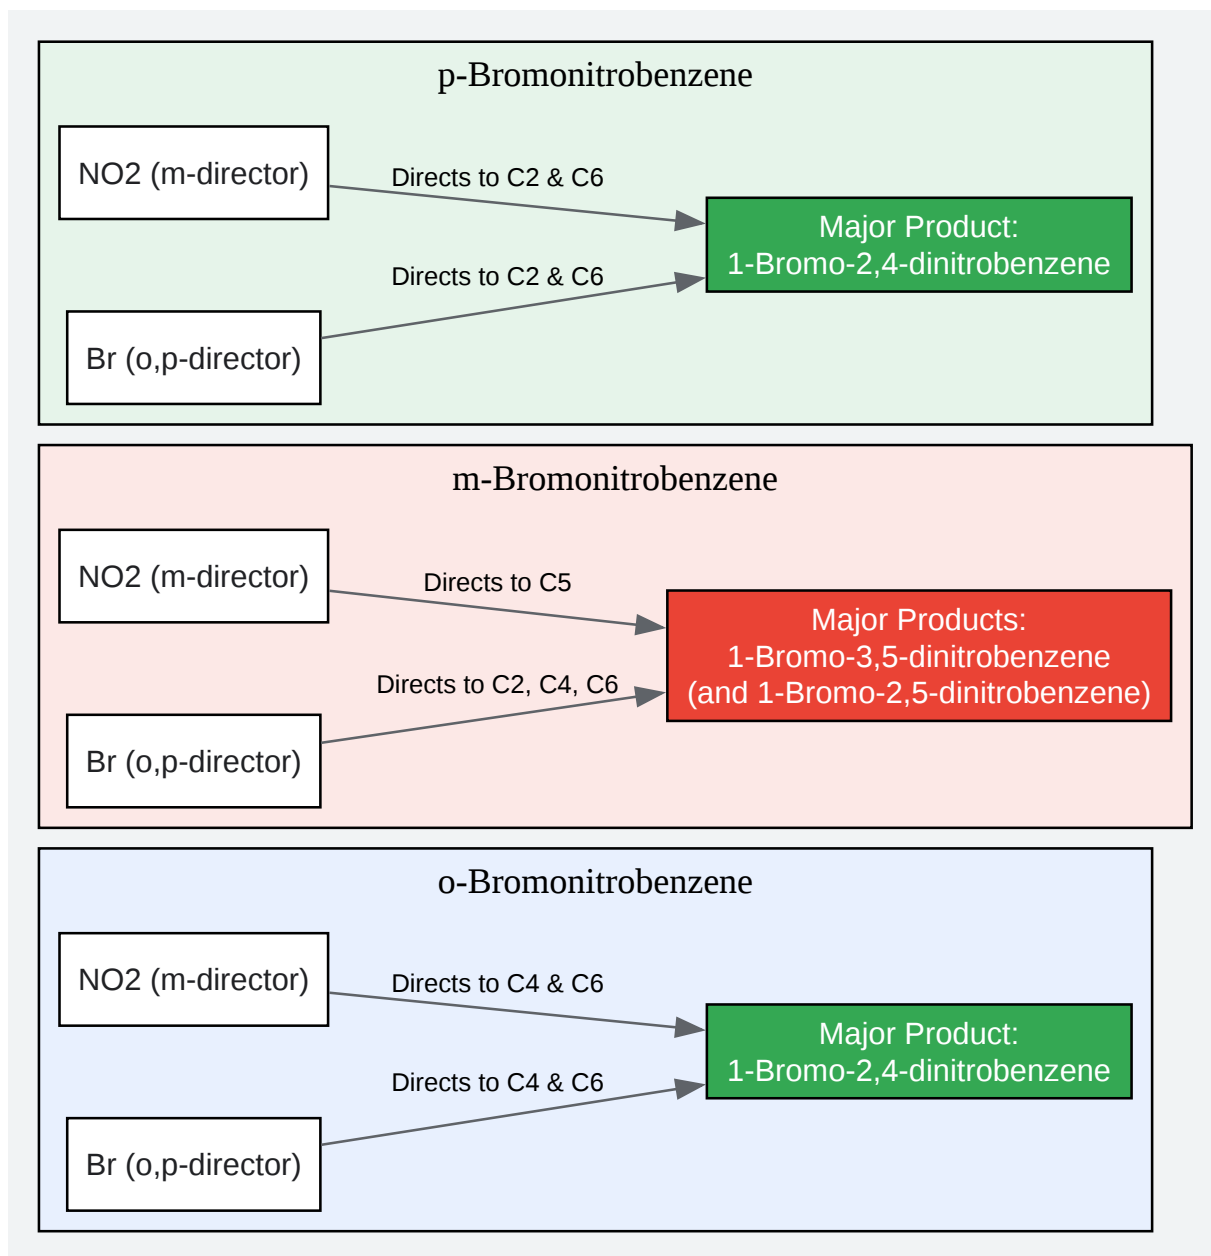 p-Bromonitrobenzene
NO2 (m-director)
Directs to C2 & C6
Major Product:
1-Bromo-2,4-dinitrobenzene
Directs to C2 & C6
Br (o,p-director)
m-Bromonitrobenzene
NO2 (m-director)
Directs to C5
Major Products:
1-Bromo-3,5-dinitrobenzene
(and 1-Bromo-2,5-dinitrobenzene)
Directs to C2, C4, C6
Br (o,p-director)
o-Bromonitrobenzene
NO2 (m-director)
Directs to C4 & C6
Major Product:
1-Bromo-2,4-dinitrobenzene
Directs to C4 & C6
Br (o,p-director)